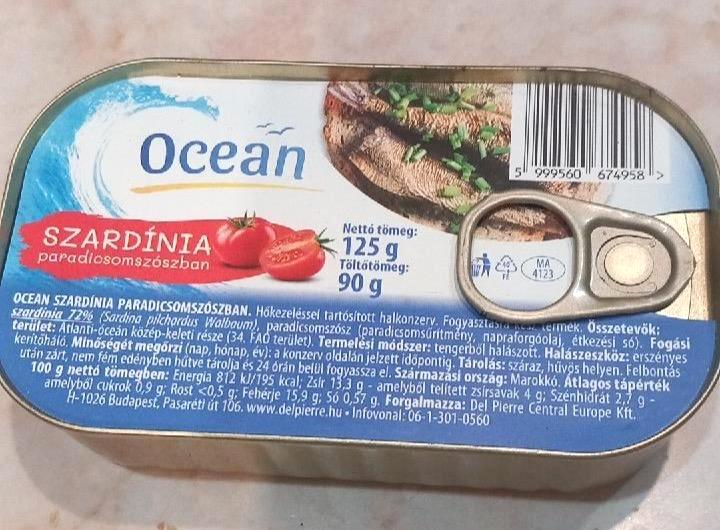 Ocean
5 999560 674958 >
SZARDÍNIA
paradicsomszószban
Nettó tömeg:
125 g
Töltőtömeg:
90 g
40
FE
MA
4123
OCEAN SZARDÍNIA PARADICSOMSZÓSZBAN. Hőkezeléssel tartósított halkonzerv. Fogyasztásra kész termék. Összetevők:
szardínia 72% (Sardina pilchardus Walbaum), paradicsomszósz (paradicsomsűrítmény, napraforgóolaj, étkezési só). Fogási
terület: Atlanti-óceán közép-keleti része (34. FAO terület). Termelési módszer: tengerből halászott. Halászeszköz: erszényes
kerítőháló. Minőségét megőrzi (nap, hónap, év): a konzerv oldalán jelzett időpontig. Tárolás: száraz, hűvös helyen. Felbontás
után zárt, nem fém edényben hűtve tárolja és 24 órán belül fogyassza el. Származási ország: Marokkó. Átlagos tápérték
100 g nettó tömegben: Energia 812 kJ/195 kcal; Zsír 13,3 g - amelyből telített zsírsavak 4 g; Szénhidrát 2,7 g -
amelyből cukrok 0,9 g; Rost <0,5 g; Fehérje 15,9 g; Só 0,57 g. Forgalmazza: Del Pierre Central Europe Kft.
H-1026 Budapest, Pasaréti út 106. www.delpierre.hu • Infovonal: 06-1-301-0560